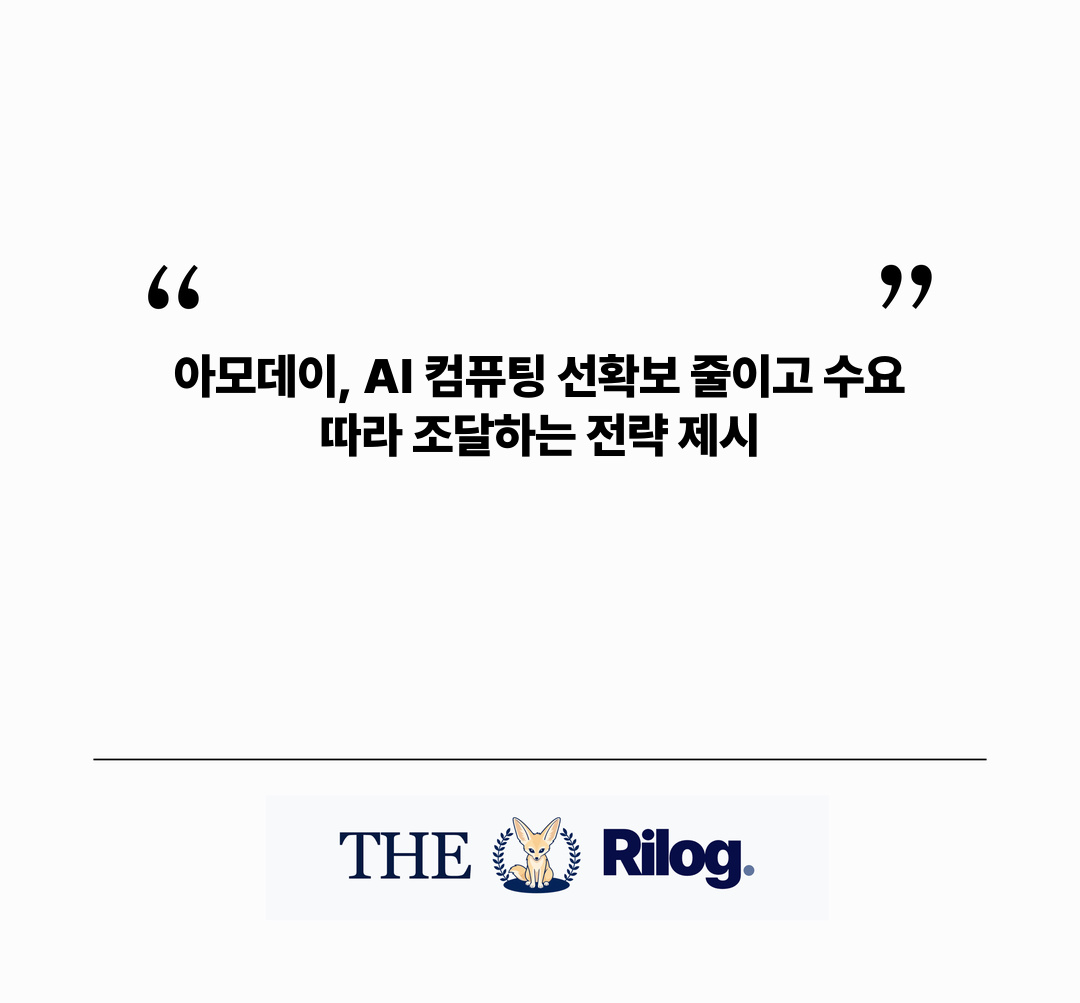 “ ”
아모데이, AI 컴퓨팅 선확보 줄이고 수요
따라 조달하는 전략 제시
THE Rilog.